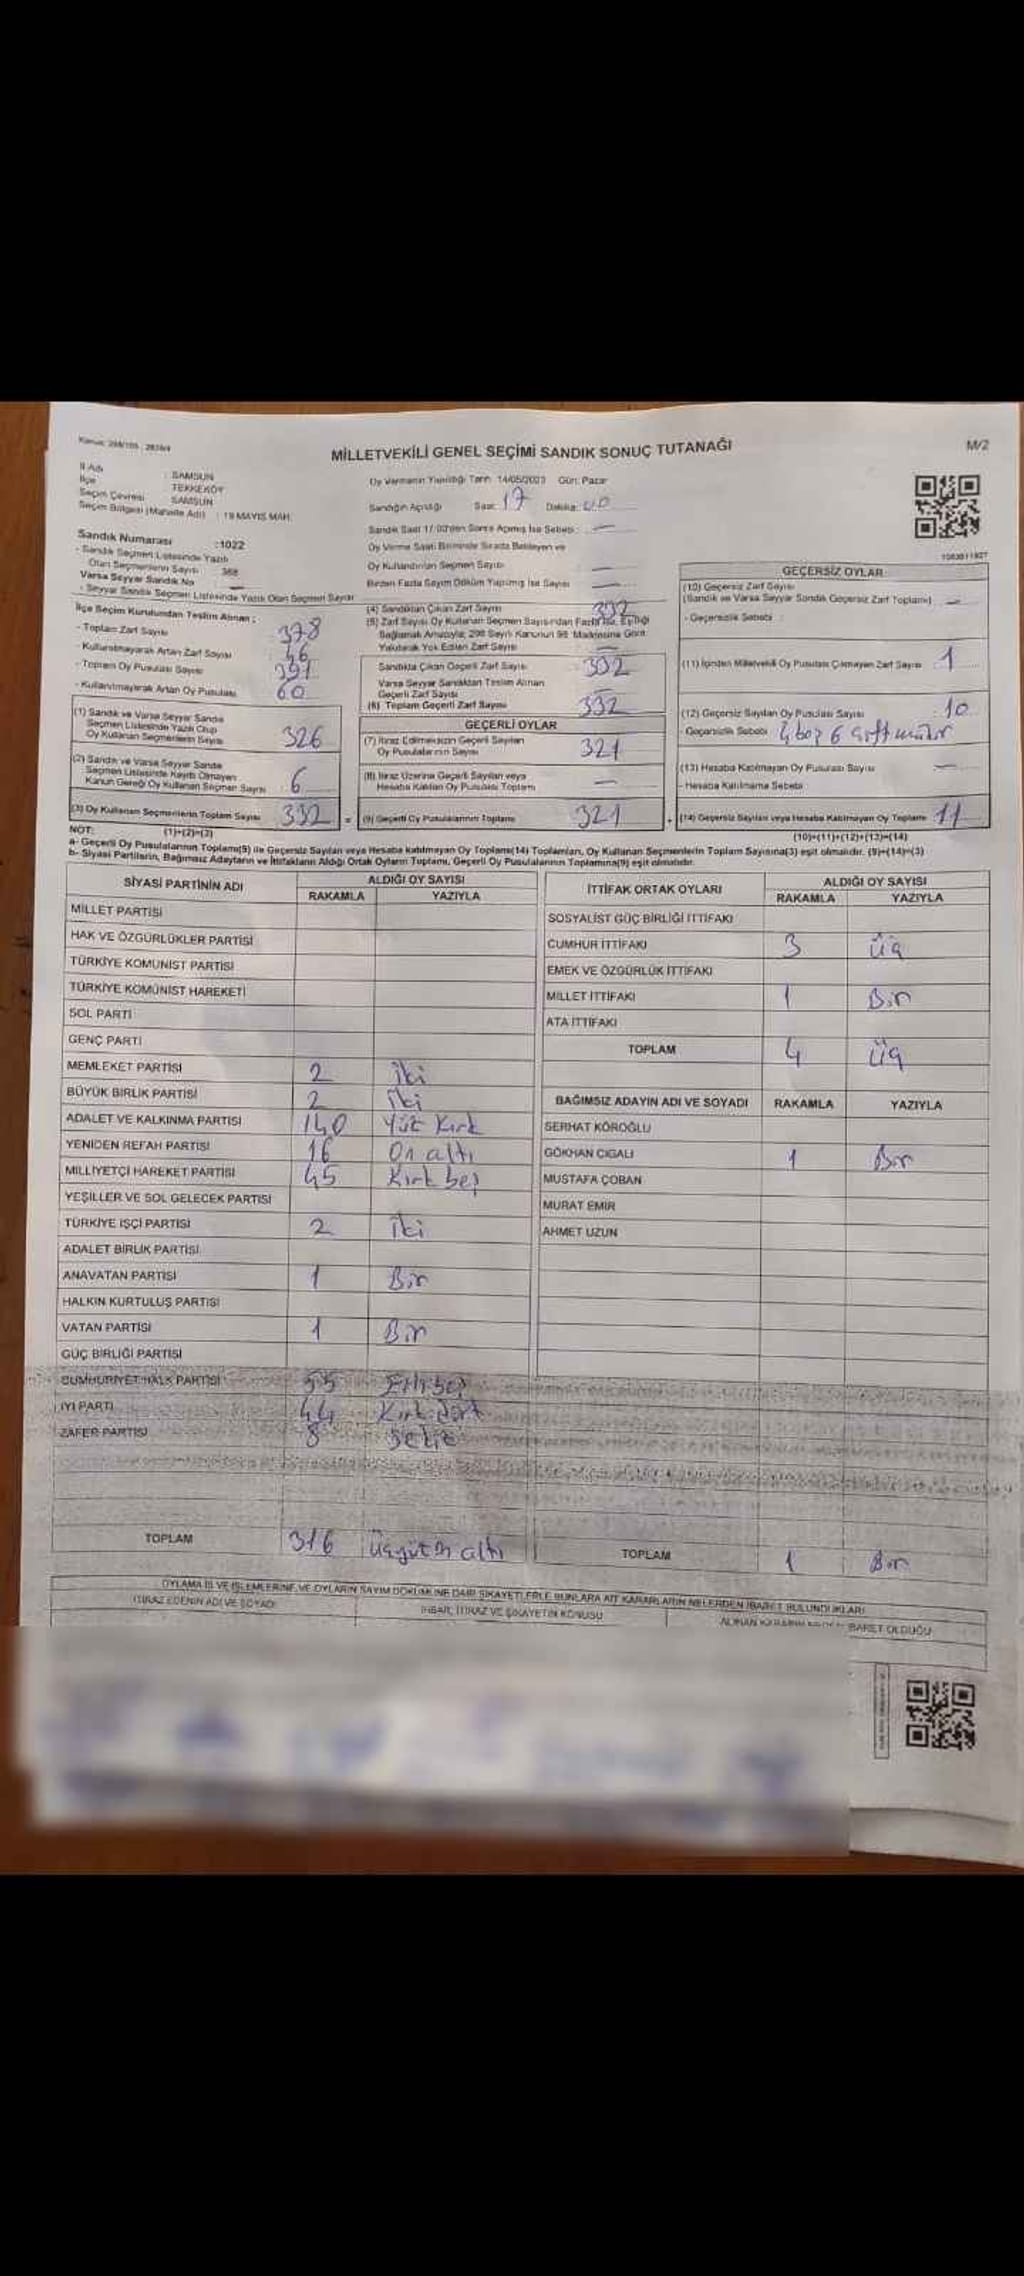 MİLLETVEKİLİ GENEL SEÇİMİ SANDIK SONUÇ TUTANAĞI
M/2
İl Adı : SAMSUN
İlçe : TEKKEKÖY
Seçim Çevresi : SAMSUN
Seçim Bölgesi (Mahalle Adı) : 19 MAYIS MAH.
Sandık Numarası :1022
- Sandık Seçmen Listesinde Yazılı
Olan Seçmenlerin Sayısı : 368
Varsa Seyyar Sandık No
- Seyyar Sandık Seçmen Listesinde Yazılı Olan Seçmen Sayısı
Oy Vermenin Yapıldığı Tarih: 14/05/2023 Gün: Pazar
Sandığın Açıldığı Saat: 17 Dakika: 00
Sandık Saat 17:00'den Sonra Açılmış İse Sebebi : —
Oy Verme Saati Bitiminde Sırada Bekleyen ve
Oy Kullandırılan Seçmen Sayısı —
Birden Fazla Sayım Döküm Yapılmış İse Sayısı —
İlçe Seçim Kurulundan Teslim Alınan :
- Toplam Zarf Sayısı 378
- Kullanılmayarak Artan Zarf Sayısı 46
- Toplam Oy Pusulası Sayısı 391
- Kullanılmayarak Artan Oy Pusulası 60
(1) Sandık ve Varsa Seyyar Sandık
Seçmen Listesinde Yazılı Olup
Oy Kullanan Seçmenlerin Sayısı 326
(2) Sandık ve Varsa Seyyar Sandık
Seçmen Listesinde Kayıtlı Olmayan
Kanun Gereği Oy Kullanan Seçmen Sayısı 6
(3) Oy Kullanan Seçmenlerin Toplam Sayısı 332 =
(1)+(2)=(3)
(4) Sandıktan Çıkan Zarf Sayısı 332
(5) Zarf Sayısı Oy Kullanan Seçmen Sayısından Fazla İse, Eşitliği
Sağlamak Amacıyla; 298 Sayılı Kanunun 98. Maddesine Göre
Yakılarak Yok Edilen Zarf Sayısı —
Sandıkta Çıkan Geçerli Zarf Sayısı 332
Varsa Seyyar Sandıktan Teslim Alınan
Geçerli Zarf Sayısı —
(6) Toplam Geçerli Zarf Sayısı 332
GEÇERLİ OYLAR
(7) İtiraz Edilmeksizin Geçerli Sayılan
Oy Pusulalarının Sayısı 321
(8) İtiraz Üzerine Geçerli Sayılan veya
Hesaba Katılan Oy Pusulası Toplamı —
(9) Geçerli Oy Pusulalarının Toplamı 321 +
GEÇERSİZ OYLAR
(10) Geçersiz Zarf Sayısı
(Sandık ve Varsa Seyyar Sandık Geçersiz Zarf Toplamı) —
- Geçersizlik Sebebi :
(11) İçinden Milletvekili Oy Pusulası Çıkmayan Zarf Sayısı 1
(12) Geçersiz Sayılan Oy Pusulası Sayısı 10
Geçersizlik Sebebi 4 boş 6 çift mühür
(13) Hesaba Katılmayan Oy Pusulası Sayısı —
- Hesaba Katılmama Sebebi
(14) Geçersiz Sayılan veya Hesaba Katılmayan Oy Toplamı 11
(10)+(11)+(12)+(13)=(14)
NOT:
a- Geçerli Oy Pusulalarının Toplamı(9) ile Geçersiz Sayılan veya Hesaba katılmayan Oy Toplamı(14) Toplamları, Oy Kullanan Seçmenlerin Toplam Sayısına(3) eşit olmalıdır. (9)+(14)=(3)
b- Siyasi Partilerin, Bağımsız Adayların ve İttifakların Aldığı Ortak Oyların Toplamı, Geçerli Oy Pusulalarının Toplamına(9) eşit olmalıdır.
SİYASİ PARTİNİN ADI ALDIĞI OY SAYISI
RAKAMLA YAZIYLA
MİLLET PARTİSİ
HAK VE ÖZGÜRLÜKLER PARTİSİ
TÜRKİYE KOMÜNİST PARTİSİ
TÜRKİYE KOMÜNİST HAREKETİ
SOL PARTİ
GENÇ PARTİ
MEMLEKET PARTİSİ 2 iki
BÜYÜK BİRLİK PARTİSİ 2 iki
ADALET VE KALKINMA PARTİSİ 140 Yüz Kırk
YENİDEN REFAH PARTİSİ 16 On altı
MİLLİYETÇİ HAREKET PARTİSİ 45 Kırk beş
YEŞİLLER VE SOL GELECEK PARTİSİ
TÜRKİYE İŞÇİ PARTİSİ 2 iki
ADALET BİRLİK PARTİSİ
ANAVATAN PARTİSİ 1 Bir
HALKIN KURTULUŞ PARTİSİ
VATAN PARTİSİ 1 Bir
GÜÇ BİRLİĞİ PARTİSİ
CUMHURİYET HALK PARTİSİ 55 Elli beş
İYİ PARTİ 44 Kırk dört
ZAFER PARTİSİ 8 Sekiz
TOPLAM 316 Üçyüz On altı
İTTİFAK ORTAK OYLARI ALDIĞI OY SAYISI
RAKAMLA YAZIYLA
SOSYALİST GÜÇ BİRLİĞİ İTTİFAKI
CUMHUR İTTİFAKI 3 üç
EMEK VE ÖZGÜRLÜK İTTİFAKI
MİLLET İTTİFAKI 1 Bir
ATA İTTİFAKI
TOPLAM 4 üç
BAĞIMSIZ ADAYIN ADI VE SOYADI RAKAMLA YAZIYLA
SERHAT KÖROĞLU
GÖKHAN CIGALI 1 Bir
MUSTAFA ÇOBAN
MURAT EMİR
AHMET UZUN
TOPLAM 1 Bir
OYLAMA İŞ VE İŞLEMLERİNE VE OYLARIN SAYIM DÖKÜMÜNE DAİR ŞİKAYETLERLE BUNLARA AİT KARARLARIN NELERDEN İBARET BULUNDUKLARI
İTİRAZ EDENİN ADI VE SOYADI
İHBAR, İTİRAZ VE ŞİKAYETİN KONUSU
İBARET OLDUĞU